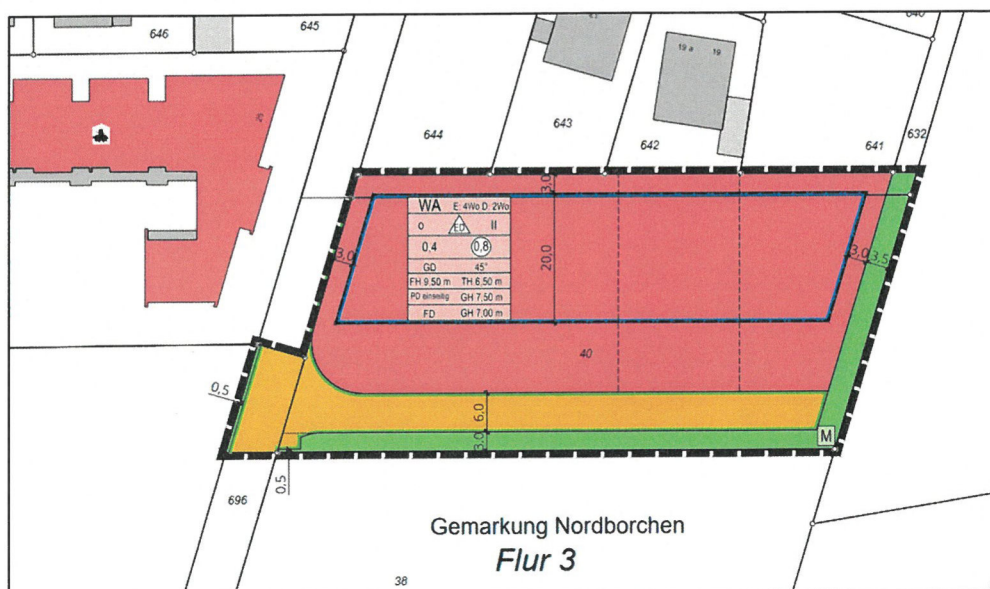 646
645
19 a 19
640
644
643
642
641
632
25
3,0
WA E: 4Wo D: 2Wo
o ED II
0,4 0,8
GD 45°
FH 9,50 m TH 6,50 m
PD einseitig GH 7,50 m
FD GH 7,00 m
3,0
20,0
3,0
3,5
40
0,5
6,0
3,0
M
0,5
696
Gemarkung Nordborchen
Flur 3
38